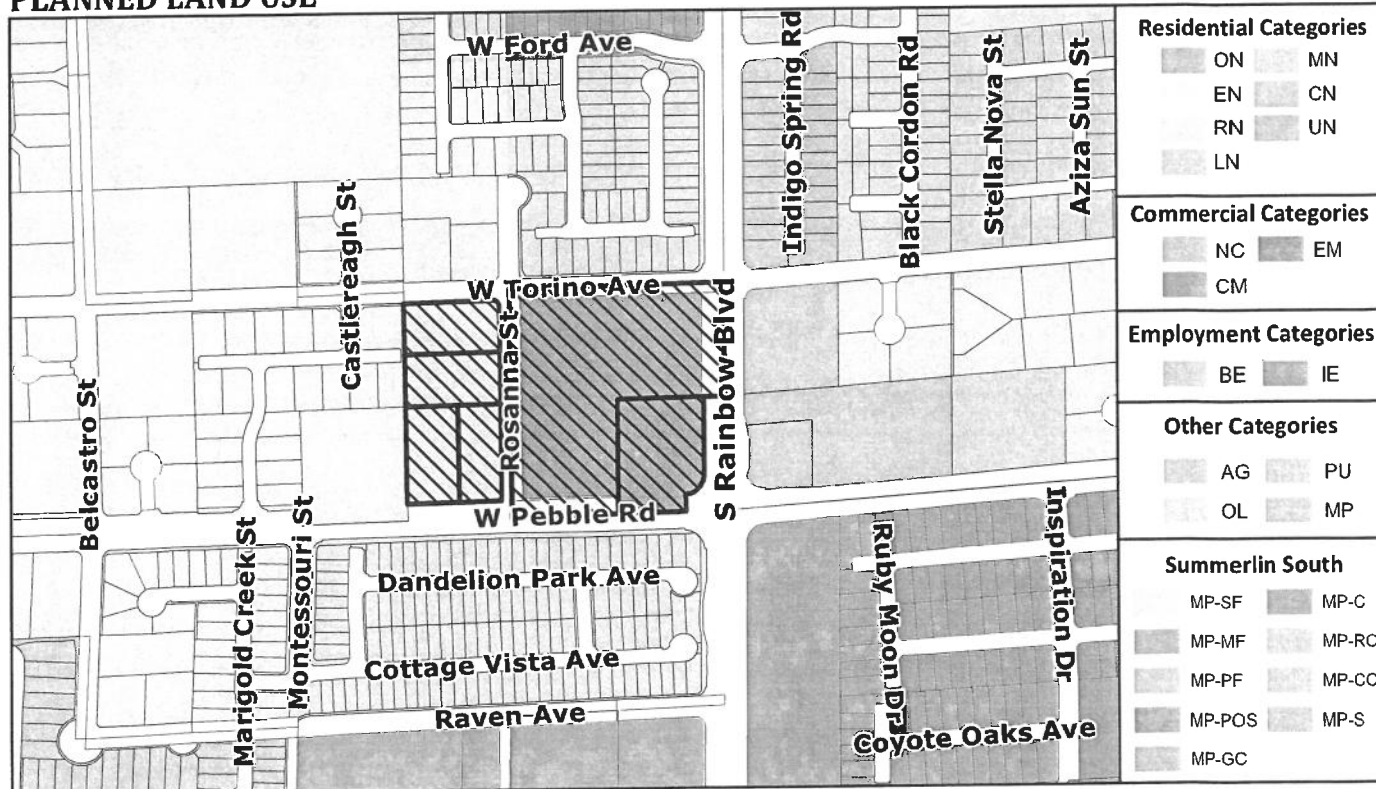 PLANNED LAND USE
W Ford Ave
Indigo Spring Rd
Black Cordon Rd
Stella Nova St
Aziza Sun St
Castlereagh St
W Torino Ave
Rosanna St
S Rainbow Blvd
Belcastro St
W Pebble Rd
Marigold Creek St
Montessouri St
Dandelion Park Ave
Cottage Vista Ave
Raven Ave
Ruby Moon Dr
Inspiration Dr
Coyote Oaks Ave
Residential Categories
ON MN
EN CN
RN UN
LN
Commercial Categories
NC EM
CM
Employment Categories
BE IE
Other Categories
AG PU
OL MP
Summerlin South
MP-SF MP-C
MP-MF MP-RC
MP-PF MP-CC
MP-POS MP-S
MP-GC